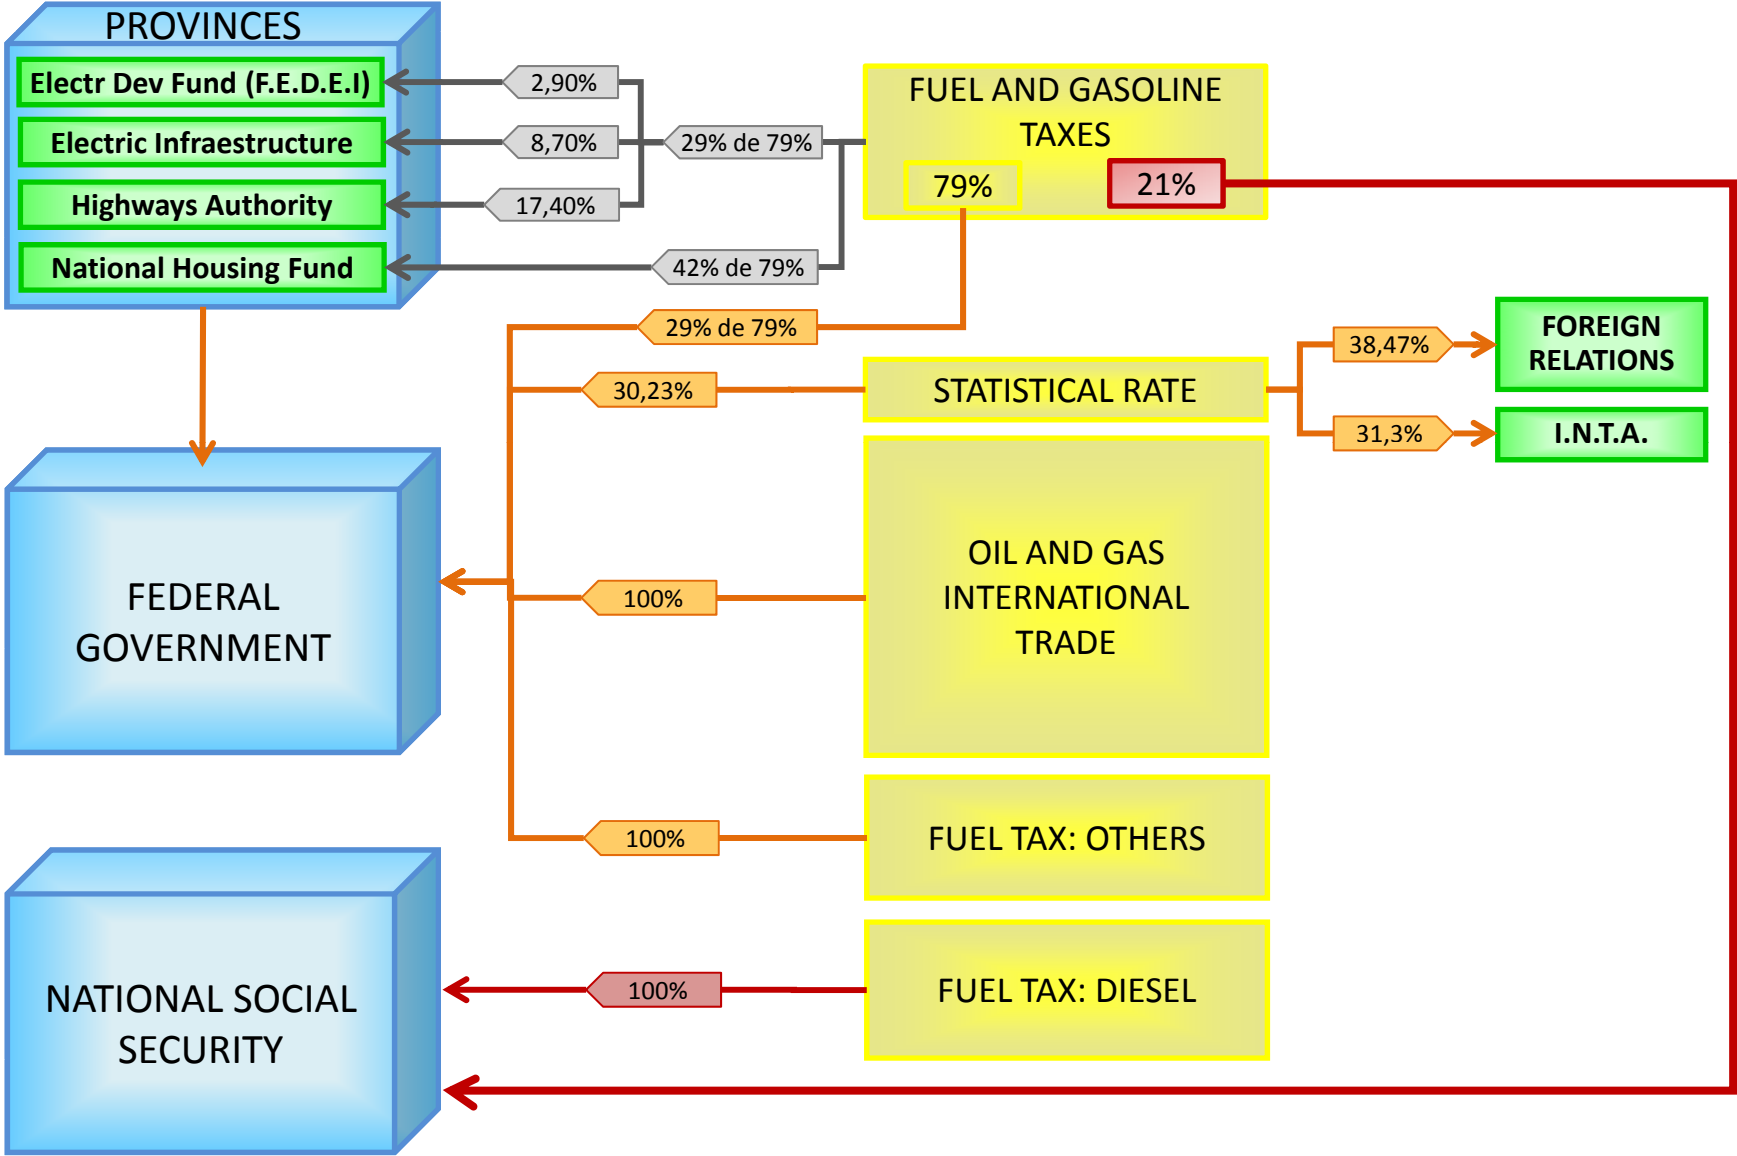 PROVINCES
Electr Dev Fund (F.E.D.E.I)
2,90%
Electric Infraestructure
8,70%
29% de 79%
Highways Authority
17,40%
National Housing Fund
42% de 79%
FUEL AND GASOLINE
TAXES
79%
21%
29% de 79%
30,23%
STATISTICAL RATE
38,47%
FOREIGN
RELATIONS
31,3%
I.N.T.A.
FEDERAL
GOVERNMENT
100%
OIL AND GAS
INTERNATIONAL
TRADE
100%
FUEL TAX: OTHERS
NATIONAL SOCIAL
SECURITY
100%
FUEL TAX: DIESEL